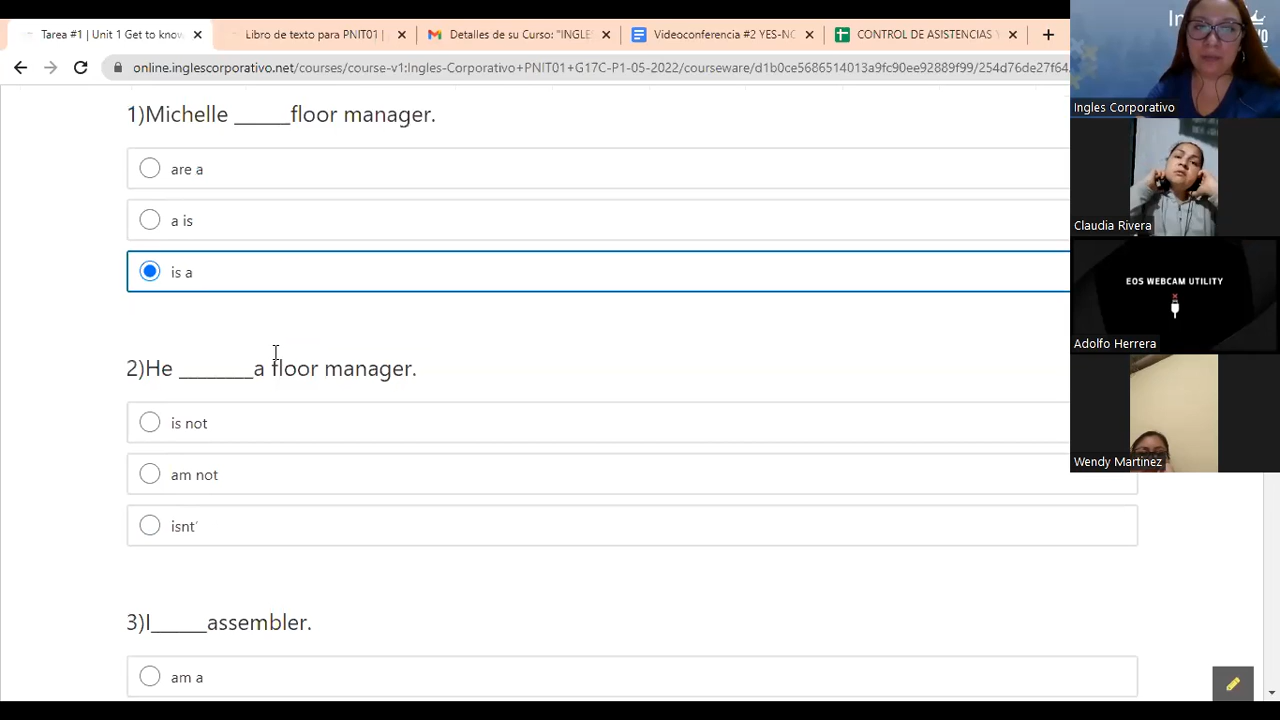 Tarea #1 | Unit 1 Get to know
Libro de texto para PNIT01 |
Detalles de su Curso: "INGLES
Videoconferencia #2 YES-NO
CONTROL DE ASISTENCIAS
online.inglescorporativo.net/courses/course-v1:Ingles-Corporativo+PNIT01+G17C-P1-05-2022/courseware/d1b0ce5686514013a9fc90ee92889f99/254d76de27f64
1)Michelle ______floor manager.
are a
a is
is a
2)He ________a floor manager.
is not
am not
isnt´
3)I______assembler.
am a
Ingles Corporativo
Claudia Rivera
EOS WEBCAM UTILITY
Adolfo Herrera
Wendy Martinez